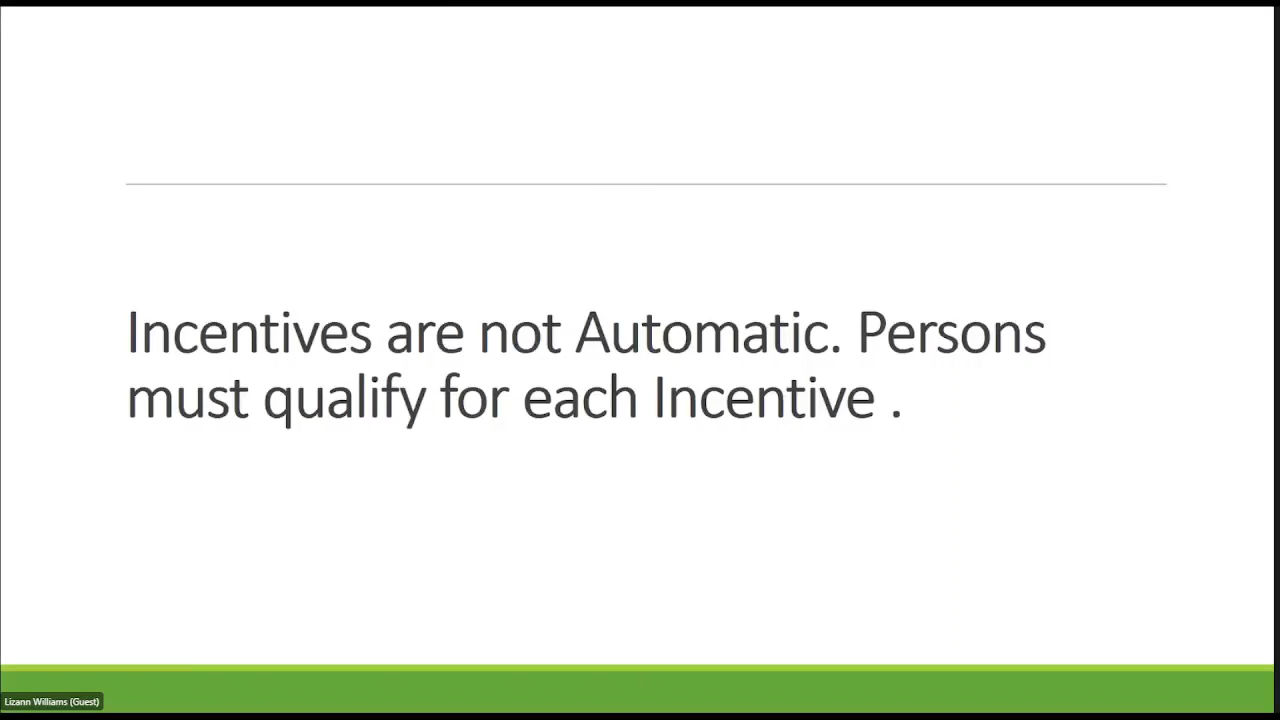 Incentives are not Automatic. Persons
must qualify for each Incentive .
Lizann Williams (Guest)